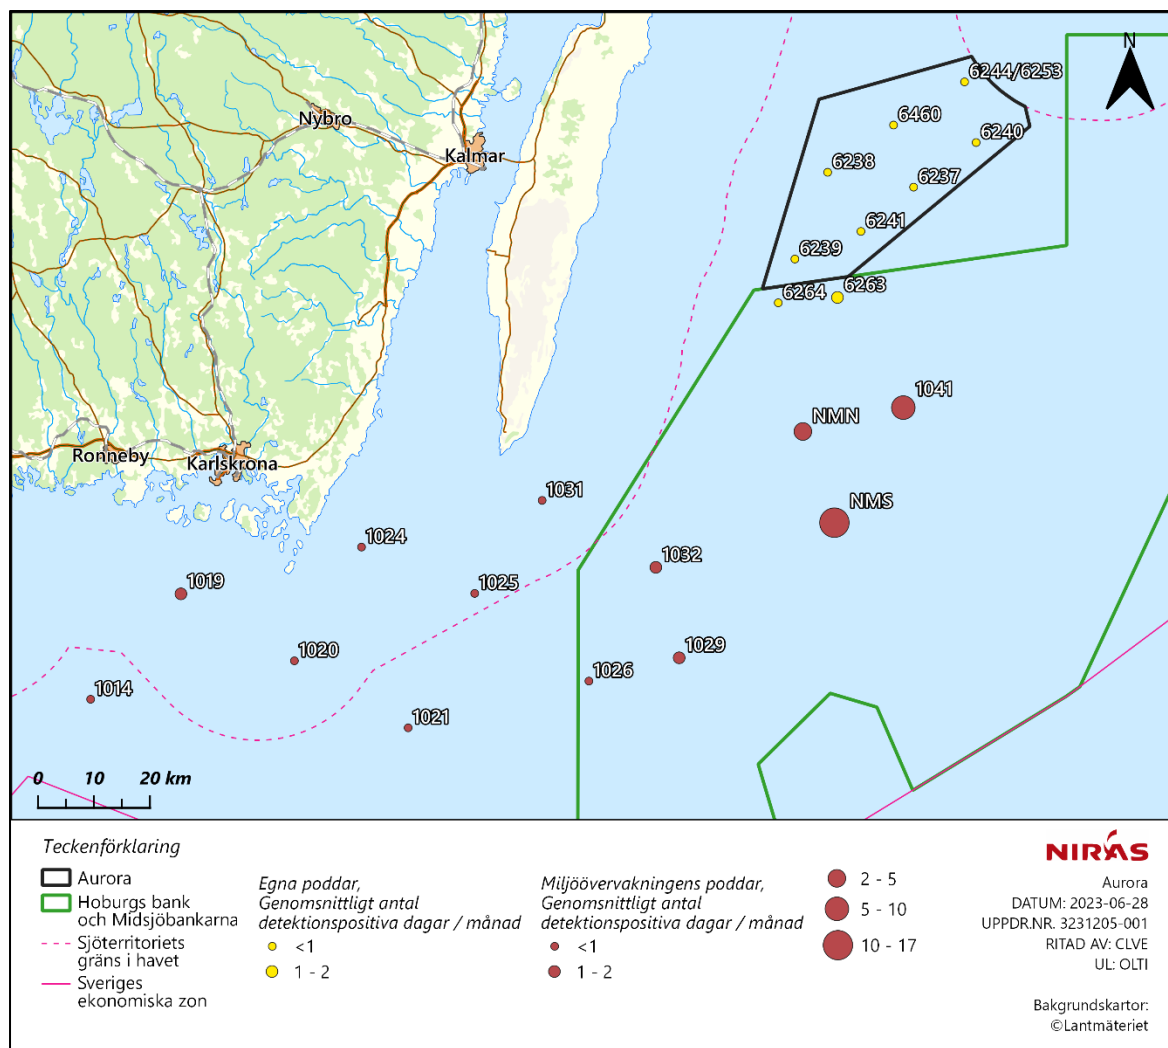 N
6244/6253
6460
6240
6238
6237
6241
6239
6264
6263
Nybro
Kalmar
Ronneby
Karlskrona
1041
NMN
NMS
1031
1024
1032
1019
1025
1020
1029
1026
1014
1021
0 10 20 km
Teckenförklaring
Aurora
Hoburgs bank
och Midsjöbankarna
Sjöterritoriets
gräns i havet
Sveriges
ekonomiska zon
Egna poddar,
Genomsnittligt antal
detektionspositiva dagar / månad
<1
1 - 2
Miljöövervakningens poddar,
Genomsnittligt antal
detektionspositiva dagar / månad
<1
1 - 2
2 - 5
5 - 10
10 - 17
NIRAS
Aurora
DATUM: 2023-06-28
UPPDR.NR. 3231205-001
RITAD AV: CLVE
UL: OLTI
Bakgrundskartor:
©Lantmäteriet